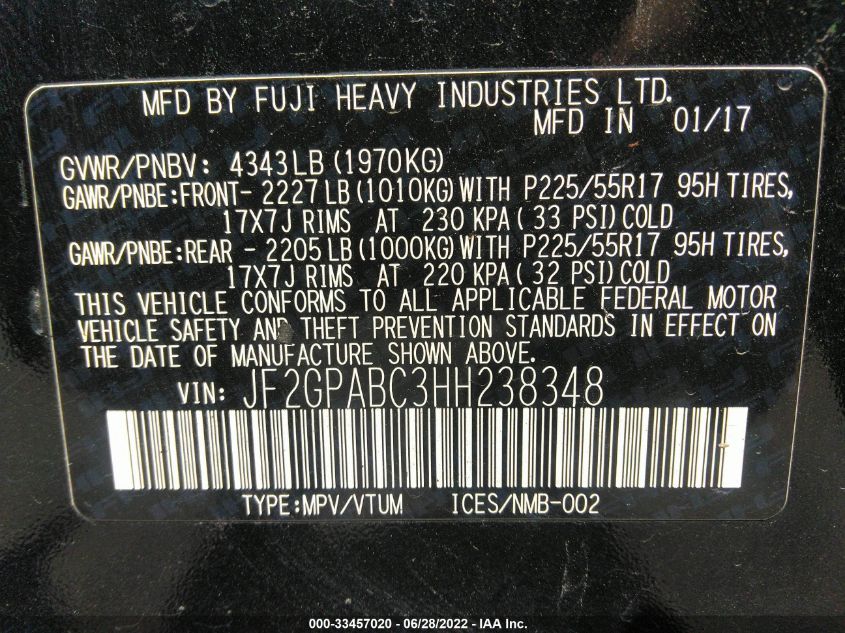 MFD BY FUJI HEAVY INDUSTRIES LTD.
MFD IN 01/17
GVWR/PNBV: 4343LB (1970KG)
GAWR/PNBE:FRONT- 2227 LB (1010KG) WITH P225/55R17 95H TIRES,
17X7J RIMS AT 230 KPA ( 33 PSI) COLD
GAWR/PNBE:REAR - 2205 LB (1000KG) WITH P225/55R17 95H TIRES,
17X7J RIMS AT 220 KPA ( 32 PSI) COLD
THIS VEHICLE CONFORMS TO ALL APPLICABLE FEDERAL MOTOR
VEHICLE SAFETY AND THEFT PREVENTION STANDARDS IN EFFECT ON
THE DATE OF MANUFACTURE SHOWN ABOVE.
VIN: JF2GPABC3HH238348
TYPE:MPV/VTUM ICES/NMB-002
000-33457020 - 06/28/2022 - IAA Inc.